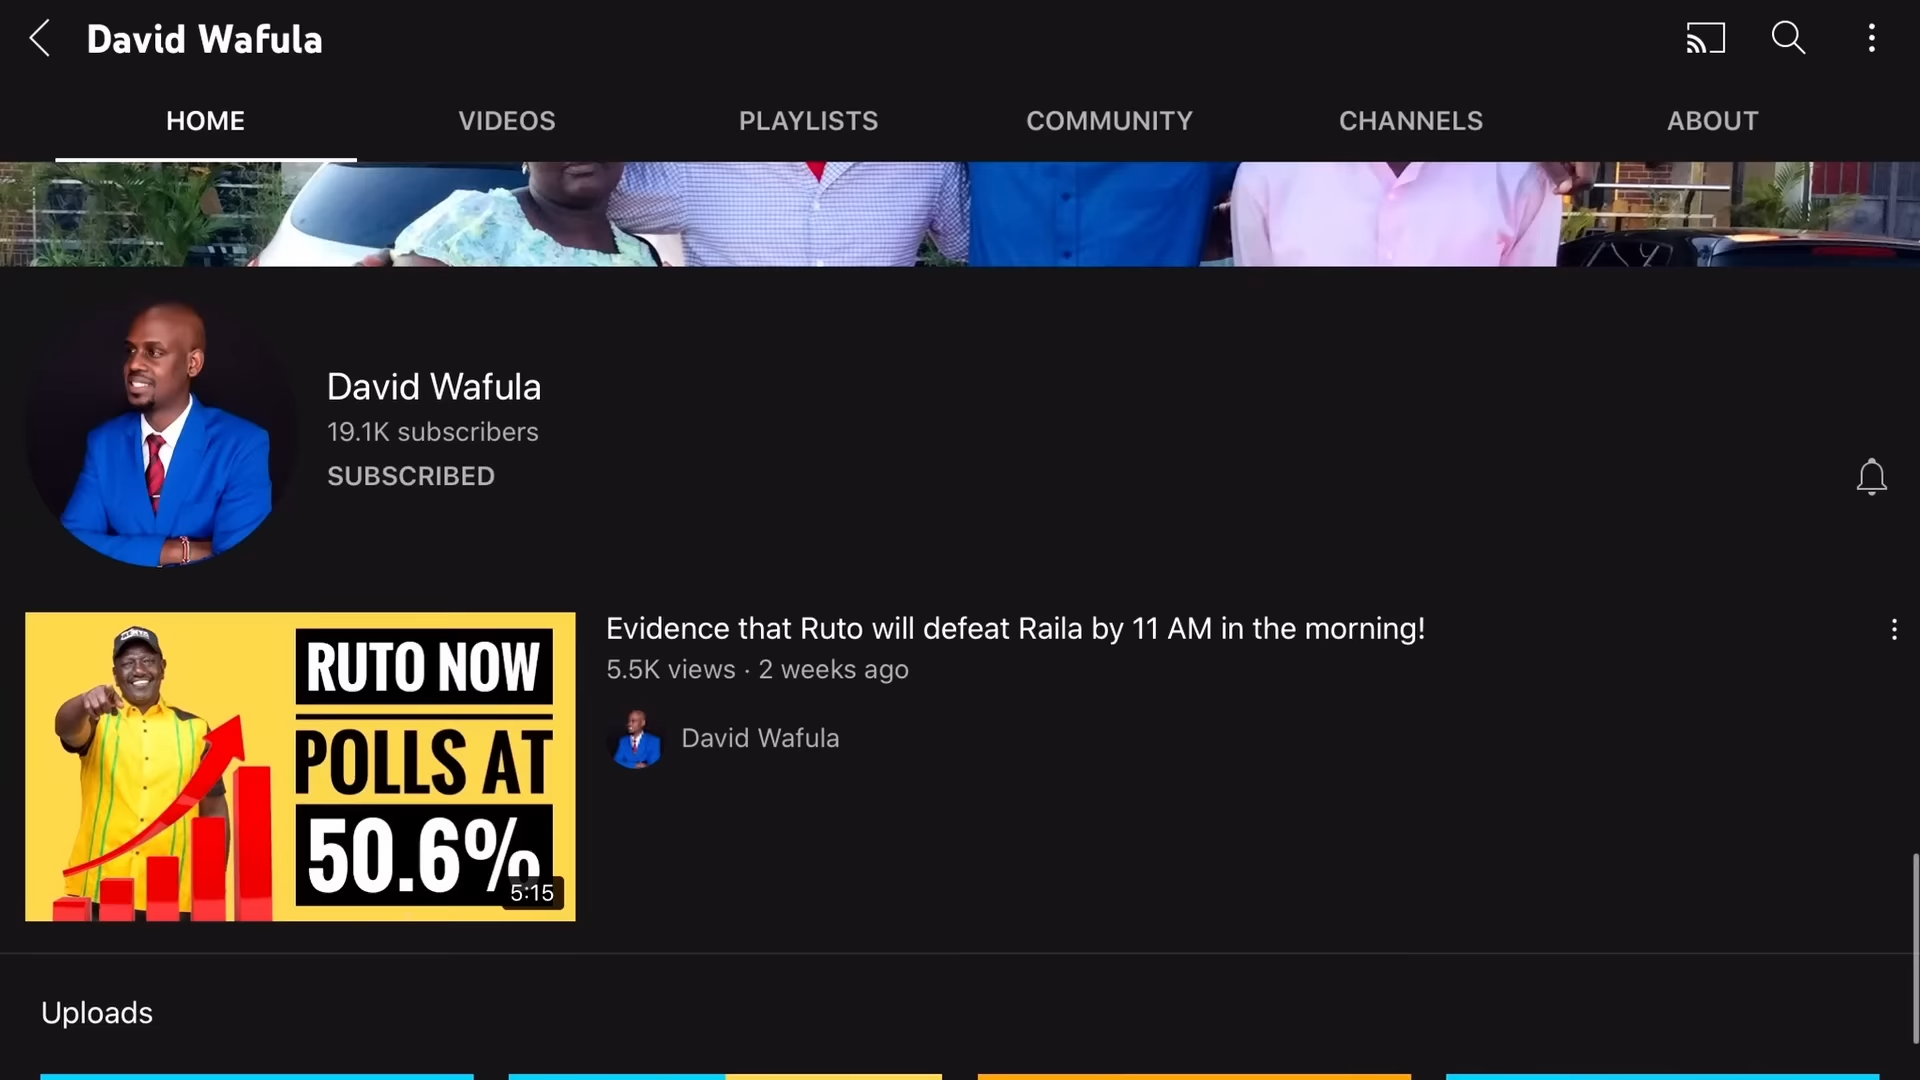 David Wafula
HOME
VIDEOS
PLAYLISTS
COMMUNITY
CHANNELS
ABOUT
David Wafula
19.1K subscribers
SUBSCRIBED
RUTO NOW
POLLS AT
50.6%
5:15
Evidence that Ruto will defeat Raila by 11 AM in the morning!
5.5K views · 2 weeks ago
David Wafula
Uploads